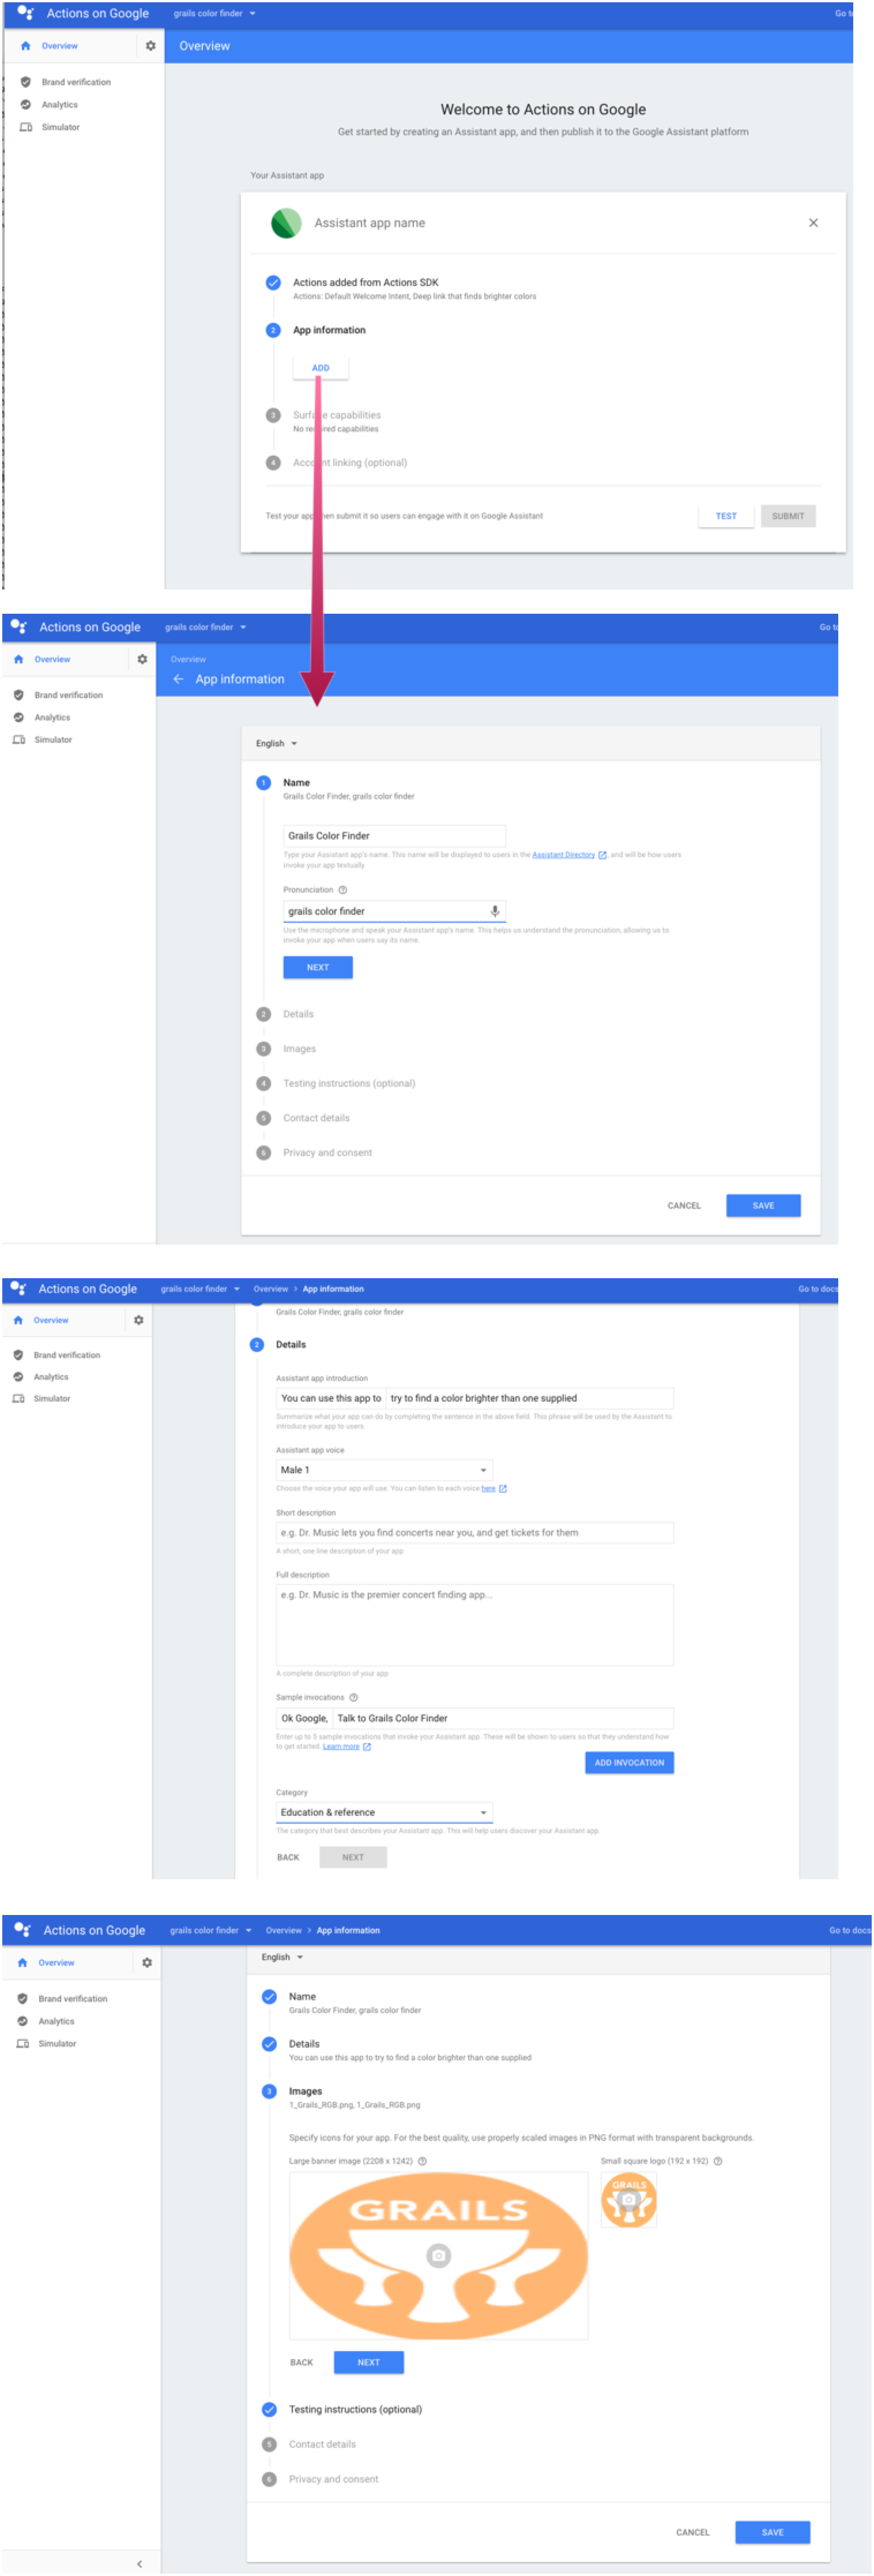 Actions on Google grails color finder
Overview Overview
Brand verification
Analytics
Simulator
Welcome to Actions on Google
Get started by creating an Assistant app, and then publish it to the Google Assistant platform
Your Assistant app
Assistant app name
Actions added from Actions SDK
Actions: Default Welcome Intent, Deep link that finds brighter colors
2 App information
ADD
3 capabilities
No capabilities
4 linking (optional)
Test your submit it so users can engage with it on Google Assistant TEST SUBMIT
Actions on Google grails color finder
Overview Overview
App information
Brand verification
Analytics
Simulator
English
1 Name
Grails Color Finder, grails color finder
Grails Color Finder
Type your Assistant app's name. This name will be displayed to users in the Assistant Directory, and will be how users
invoke your app textually
Pronunciation
grails color finder
Use the microphone and speak your Assistant app's name. This helps us understand the pronunciation, allowing us to
invoke your app when users say its name.
NEXT
2 Details
3 Images
4 Testing instructions (optional)
5 Contact details
6 Privacy and consent
CANCEL SAVE
Actions on Google grails color finder Overview > App information Go to docs
Overview
Brand verification
Analytics
Simulator
Grails Color Finder, grails color finder
2 Details
Assistant app introduction
You can use this app to try to find a color brighter than one supplied
Summarize what your app can do by completing the sentence in the above field. This phrase will be used by the Assistant to
introduce your app to users.
Assistant app voice
Male 1
Choose the voice your app will use. You can listen to each voice here
Short description
e.g. Dr. Music lets you find concerts near you, and get tickets for them
A short, one line description of your app
Full description
e.g. Dr. Music is the premier concert finding app...
A complete description of your app
Sample invocations
Ok Google, Talk to Grails Color Finder
Enter up to 5 sample invocations that invoke your Assistant app. These will be shown to users so that they understand how
to get started. Learn more
ADD INVOCATION
Category
Education & reference
The category that best describes your Assistant app. This will help users discover your Assistant app.
BACK NEXT
Actions on Google grails color finder Overview > App information Go to docs
Overview
Brand verification
Analytics
Simulator
English
Name
Grails Color Finder, grails color finder
Details
You can use this app to try to find a color brighter than one supplied
3 Images
1_Grails_RGB.png, 1_Grails_RGB.png
Specify icons for your app. For the best quality, use properly scaled images in PNG format with transparent backgrounds.
Large banner image (2208 x 1242) Small square logo (192 x 192)
GRAILS GRAILS
BACK NEXT
Testing instructions (optional)
5 Contact details
6 Privacy and consent
CANCEL SAVE